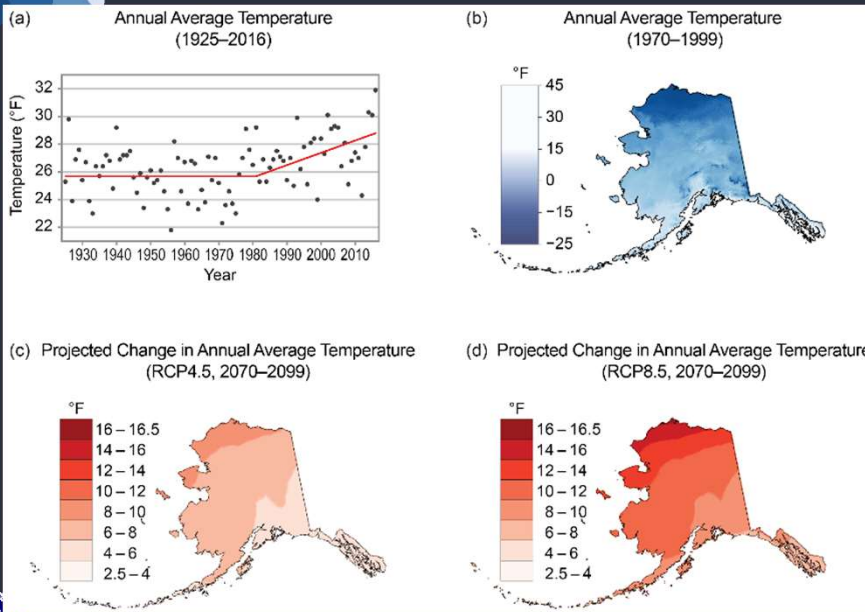 (a) Annual Average Temperature
(1925–2016)
Temperature (°F)
32
30
28
26
24
22
1930 1940 1950 1960 1970 1980 1990 2000 2010
Year
(b) Annual Average Temperature
(1970–1999)
°F
45
30
15
0
−15
−25
(c) Projected Change in Annual Average Temperature
(RCP4.5, 2070–2099)
°F
16 – 16.5
14 – 16
12 – 14
10 – 12
8 – 10
6 – 8
4 – 6
2.5 – 4
(d) Projected Change in Annual Average Temperature
(RCP8.5, 2070–2099)
°F
16 – 16.5
14 – 16
12 – 14
10 – 12
8 – 10
6 – 8
4 – 6
2.5 – 4